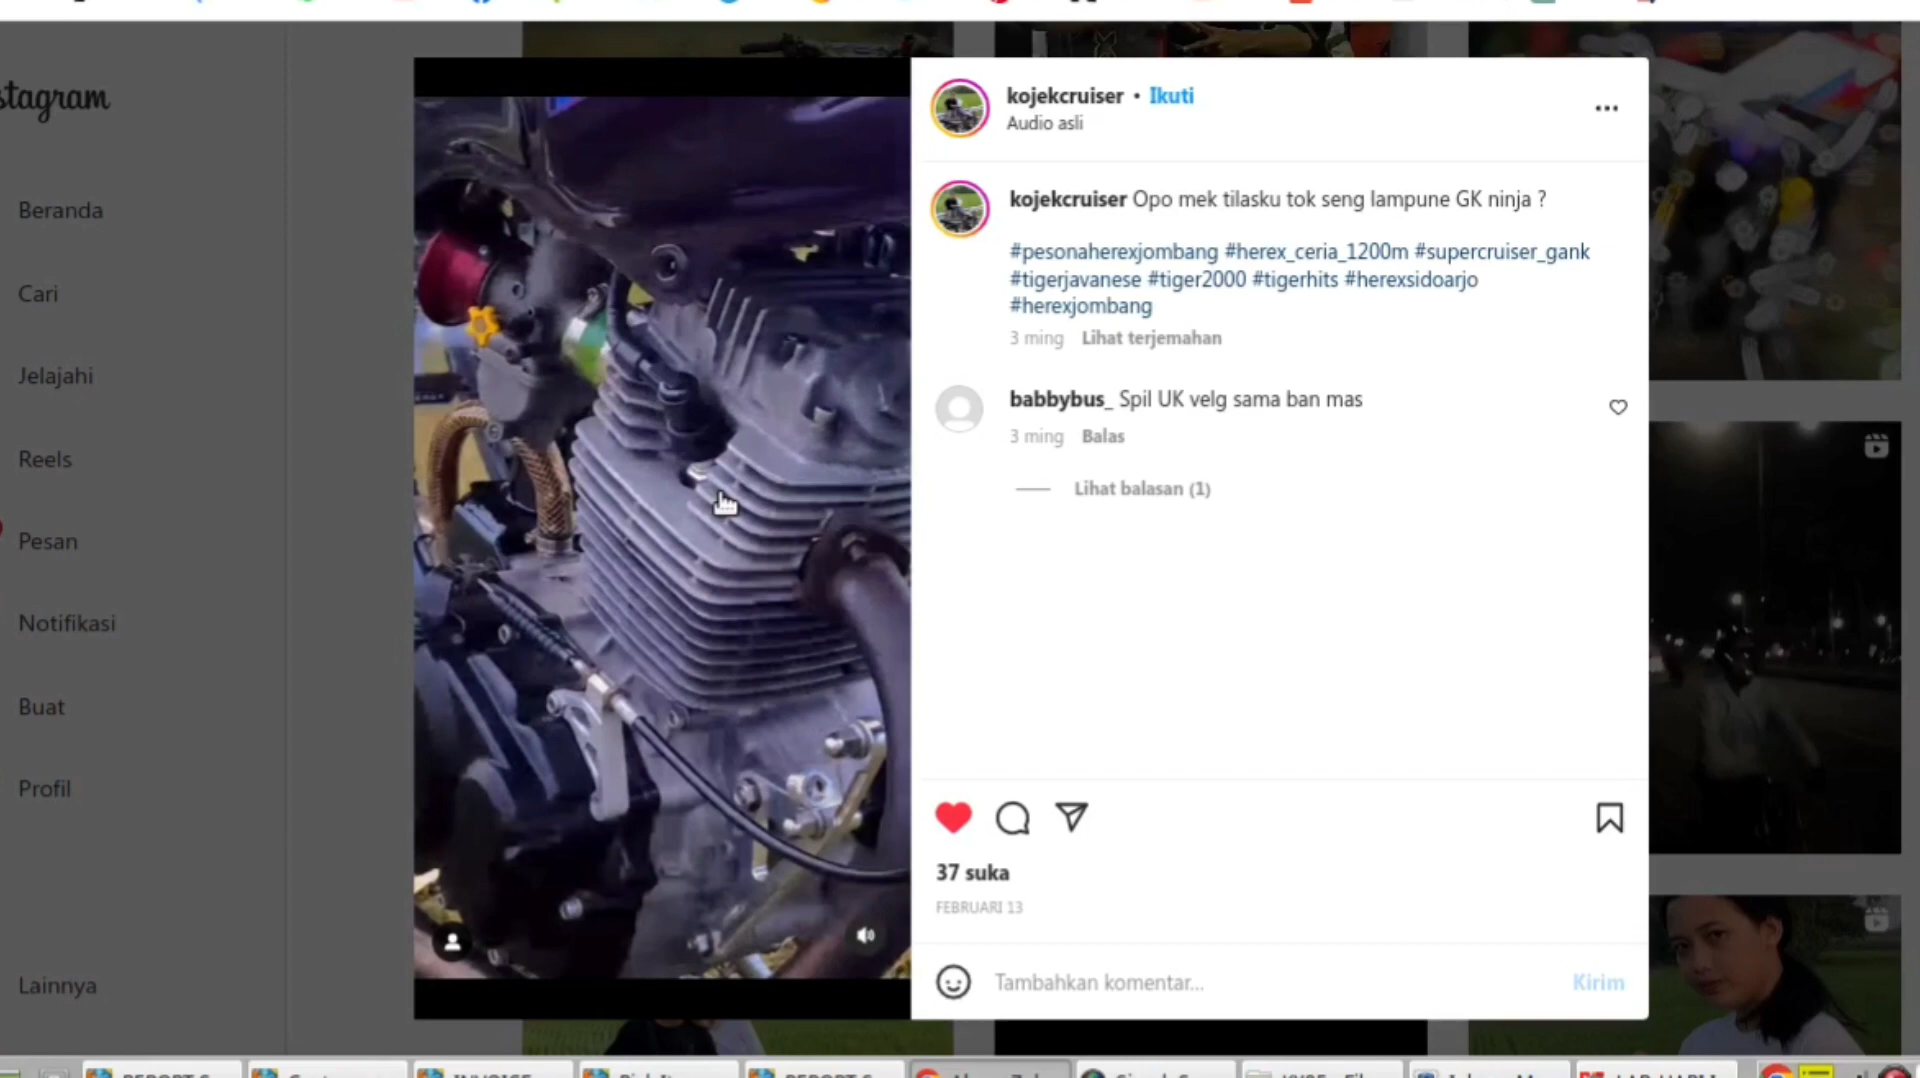 stagram
Beranda
Cari
Jelajahi
Reels
Pesan
Notifikasi
Buat
Profil
Lainnya
kojekcruiser • Ikuti
Audio asli
kojekcruiser Opo mek tilasku tok seng lampune GK ninja ?
#pesonaherexjombang #herex_ceria_1200m #supercruiser_gank
#tigerjavanese #tiger2000 #tigerhits #herexsidoarjo
#herexjombang
3 ming Lihat terjemahan
babbybus_ Spil UK velg sama ban mas
3 ming Balas
Lihat balasan (1)
37 suka
FEBRUARI 13
Tambahkan komentar...
Kirim